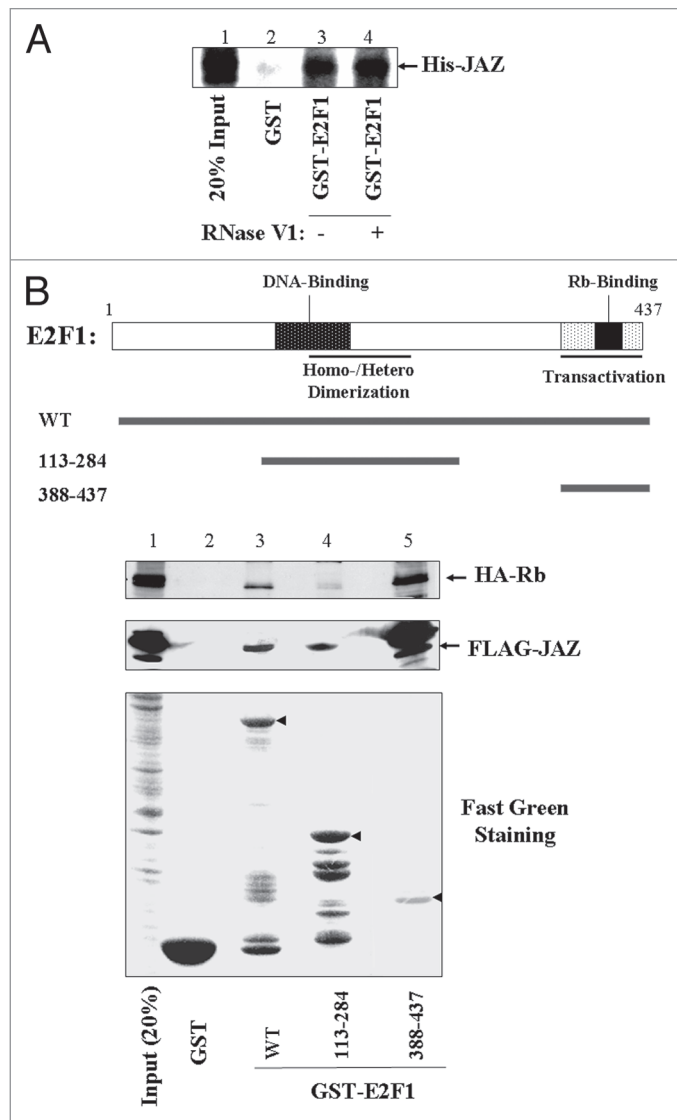 A
1 2 3 4
His-JAZ
20% Input
GST
GST-E2F1
GST-E2F1
RNase V1: - +
B
DNA-Binding
Rb-Binding
1
437
E2F1:
Homo-/Hetero
Dimerization
Transactivation
WT
113-284
388-437
1 2 3 4 5
HA-Rb
FLAG-JAZ
Fast Green
Staining
Input (20%)
GST
WT
113-284
388-437
GST-E2F1